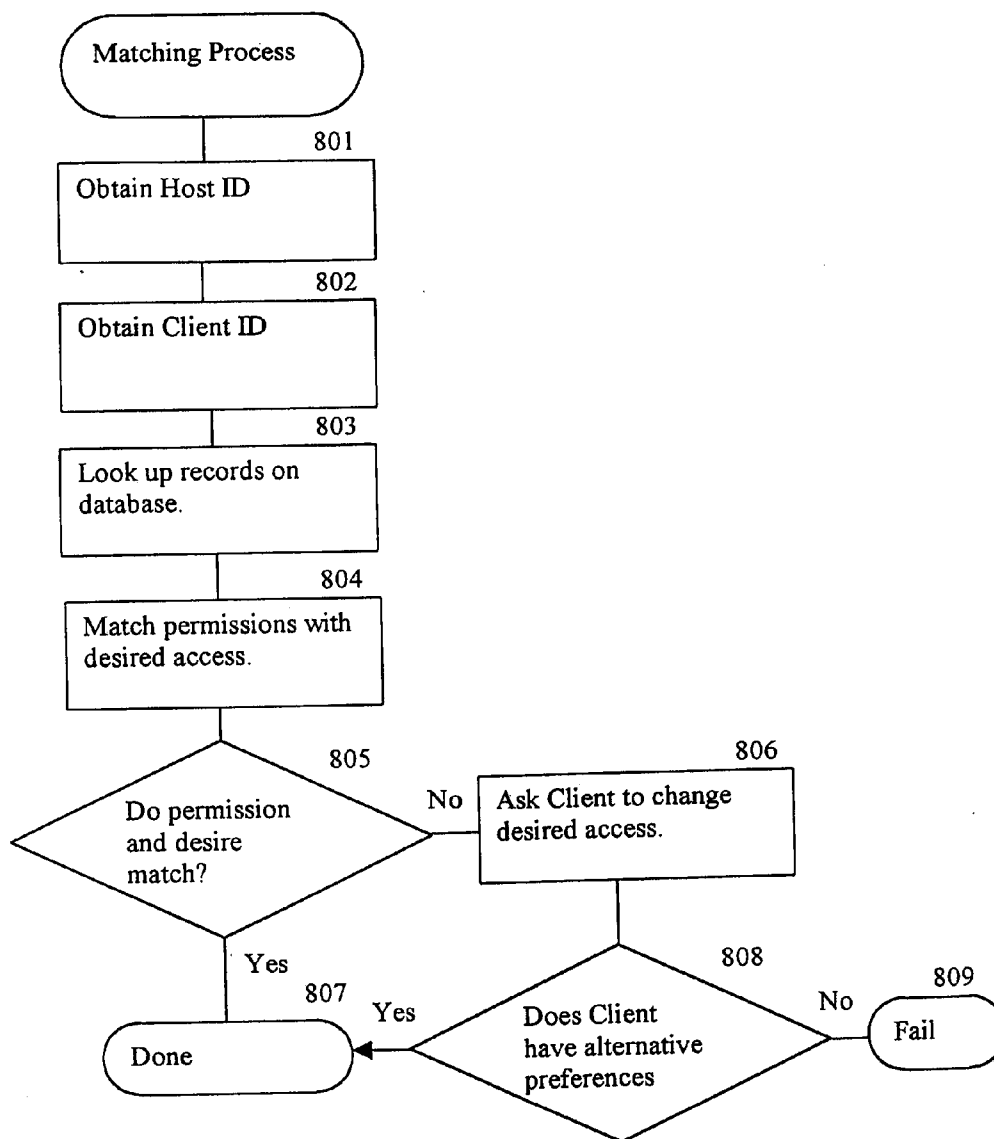 Matching Process
801
Obtain Host ID
802
Obtain Client ID
803
Look up records on
database.
804
Match permissions with
desired access.
805
Do permission
and desire
match?
No
806
Ask Client to change
desired access.
Yes
807
Done
Yes
808
Does Client
have alternative
preferences
No
809
Fail